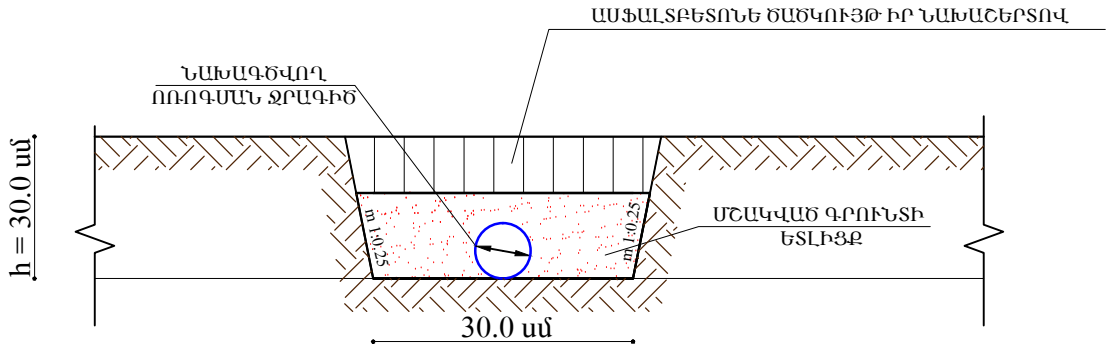 ԱՍՖԱԼՏԲԵՏՈՆԵ ԾԱԾԿՈՒՅԹ ԻՐ ՆԱԽԱՇԵՐՏՈՎ
ՆԱԽԱԳԾՎՈՂ
ՈՌՈԳՄԱՆ ՋՐԱԳԻԾ
h = 30.0 սմ
m 1:0.25
m 1:0.25
ՄՇԱԿՎԱԾ ԳՐՈՒՆՏԻ
ԵՏԼԻՑՔ
30.0 սմ